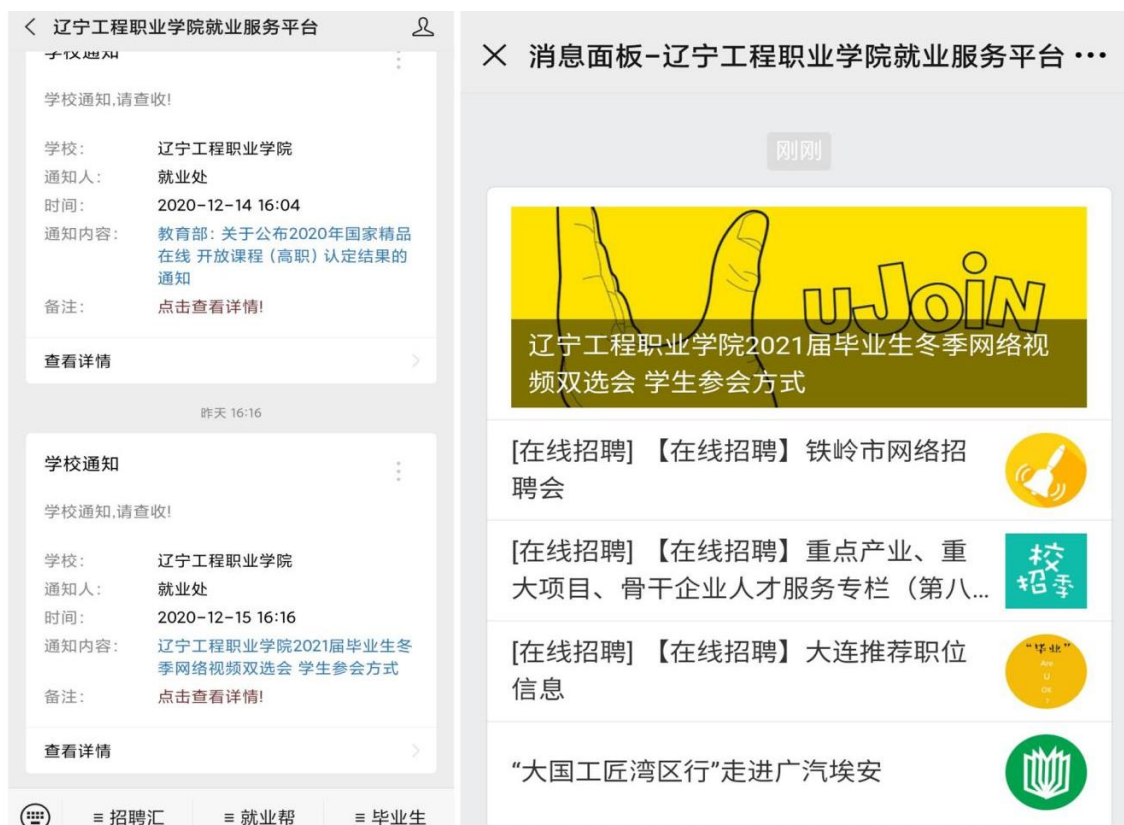 辽宁工程职业学院就业服务平台
学校通知
学校通知,请查收!
学校: 辽宁工程职业学院
通知人: 就业处
时间: 2020-12-14 16:04
通知内容: 教育部: 关于公布2020年国家精品
在线 开放课程（高职）认定结果的
通知
备注: 点击查看详情!
查看详情
昨天 16:16
学校通知
学校通知,请查收!
学校: 辽宁工程职业学院
通知人: 就业处
时间: 2020-12-15 16:16
通知内容: 辽宁工程职业学院2021届毕业生冬
季网络视频双选会 学生参会方式
备注: 点击查看详情!
查看详情
≡ 招聘汇 ≡ 就业帮 ≡ 毕业生
消息面板-辽宁工程职业学院就业服务平台 •••
刚刚
uJoiN
辽宁工程职业学院2021届毕业生冬季网络视
频双选会 学生参会方式
[在线招聘] 【在线招聘】铁岭市网络招
聘会
[在线招聘] 【在线招聘】重点产业、重
大项目、骨干企业人才服务专栏（第八...
校
招季
[在线招聘] 【在线招聘】大连推荐职位
信息
“毕业”
Are
U
OK
?
“大国工匠湾区行”走进广汽埃安